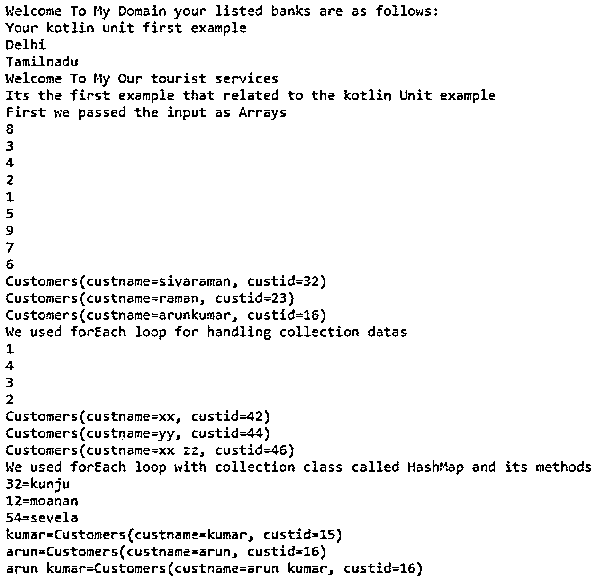 Welcome To My Domain your listed banks are as follows:
Your kotlin unit first example
Delhi
Tamilnadu
Welcome To My Our tourist services
Its the first example that related to the kotlin Unit example
First we passed the input as Arrays
8
3
4
2
1
5
9
7
6
Customers(custname=sivaraman, custid=32)
Customers(custname=raman, custid=23)
Customers(custname=arunkumar, custid=16)
We used forEach loop for handling collection datas
1
4
3
2
Customers(custname=xx, custid=42)
Customers(custname=yy, custid=44)
Customers(custname=xx zz, custid=46)
We used forEach loop with collection class called HashMap and its methods
32=kunju
12=moanan
54=sevela
kumar=Customers(custname=kumar, custid=15)
arun=Customers(custname=arun, custid=16)
arun kumar=Customers(custname=arun kumar, custid=16)